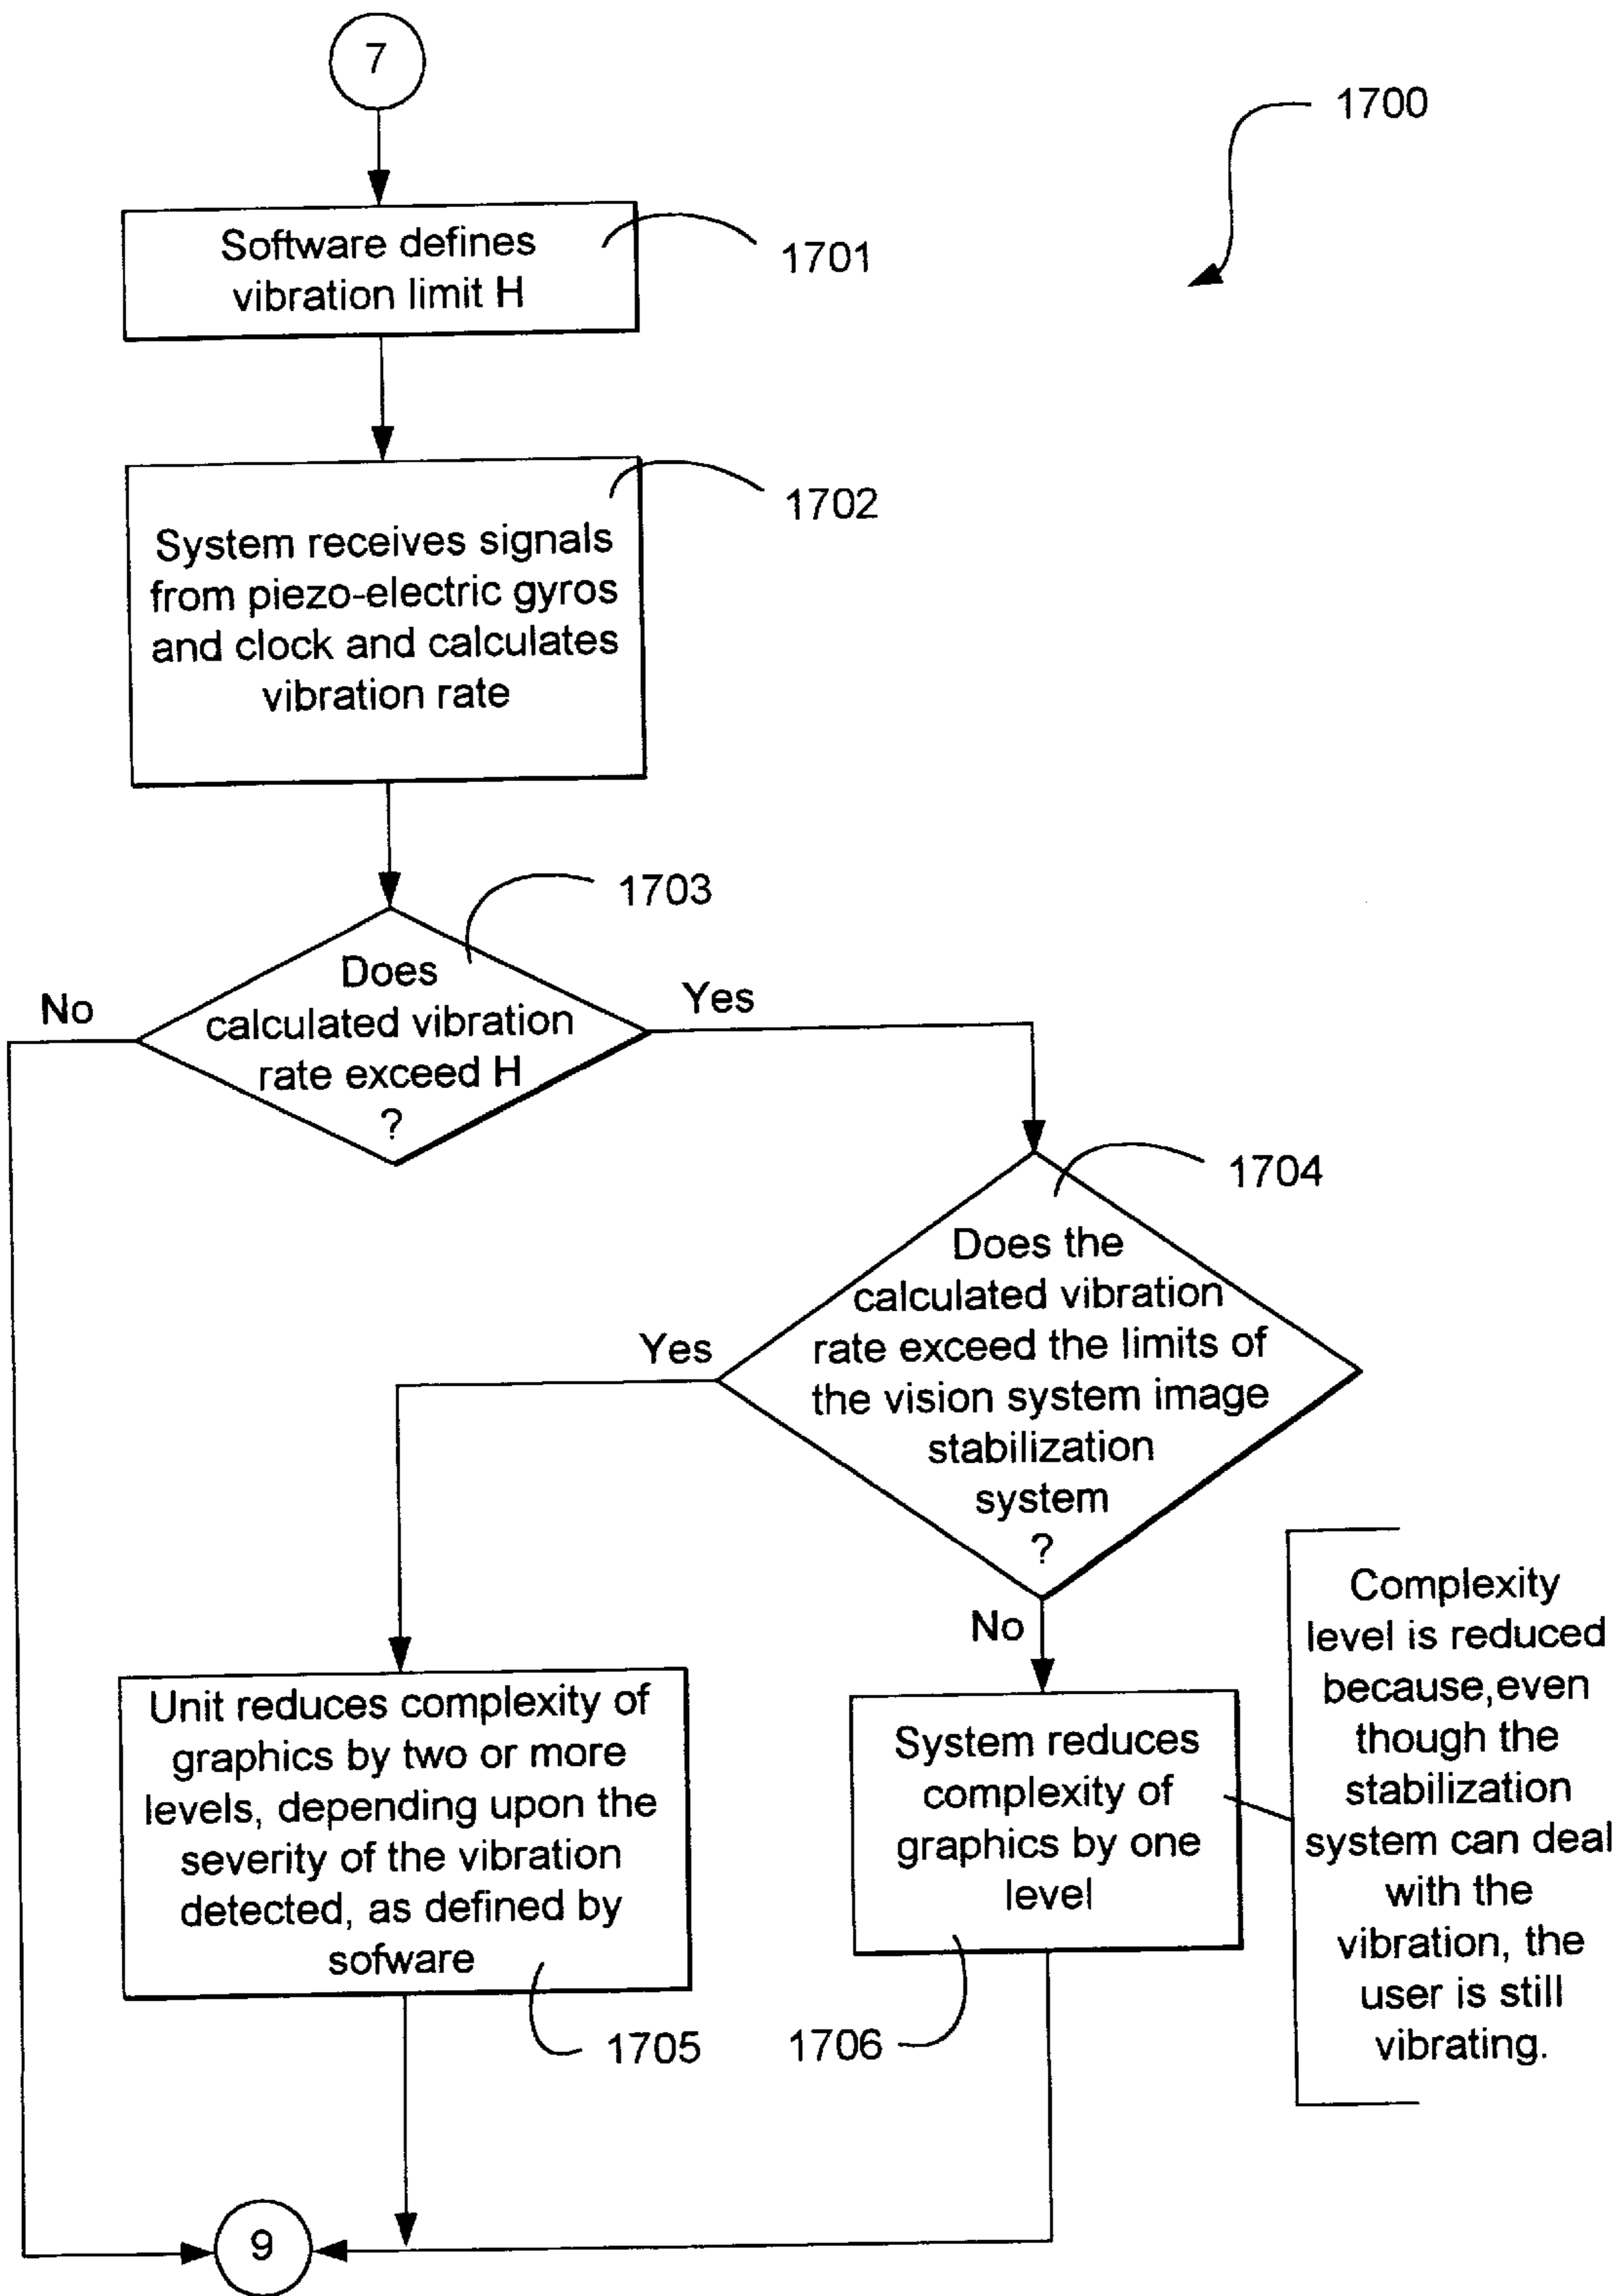 7
1700
Software defines
vibration limit H
1701
System receives signals
from piezo-electric gyros
and clock and calculates
vibration rate
1702
1703
Does
calculated vibration
rate exceed H
?
No
Yes
1704
Does the
calculated vibration
rate exceed the limits of
the vision system image
stabilization
system
?
Yes
No
Unit reduces complexity of
graphics by two or more
levels, depending upon the
severity of the vibration
detected, as defined by
sofware
1705
System reduces
complexity of
graphics by one
level
1706
Complexity
level is reduced
because,even
though the
stabilization
system can deal
with the
vibration, the
user is still
vibrating.
9